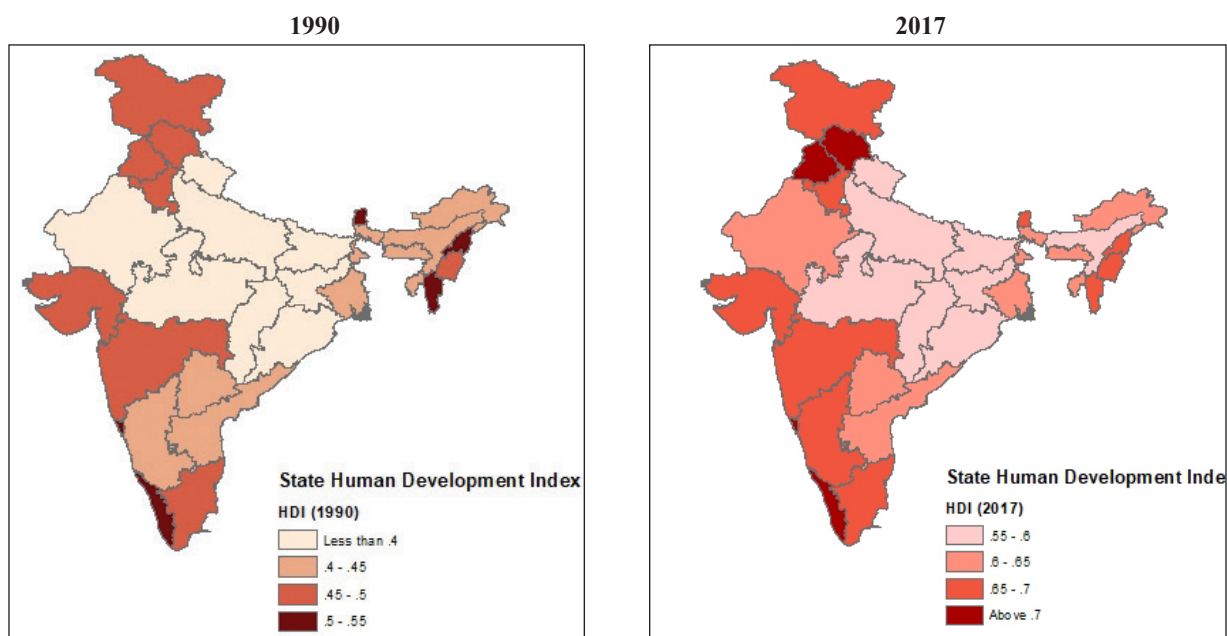 1990
2017
State Human Development Index
HDI (1990)
Less than .4
.4 - .45
.45 - .5
.5 - .55
State Human Development Inde
HDI (2017)
.55 - .6
.6 - .65
.65 - .7
Above .7